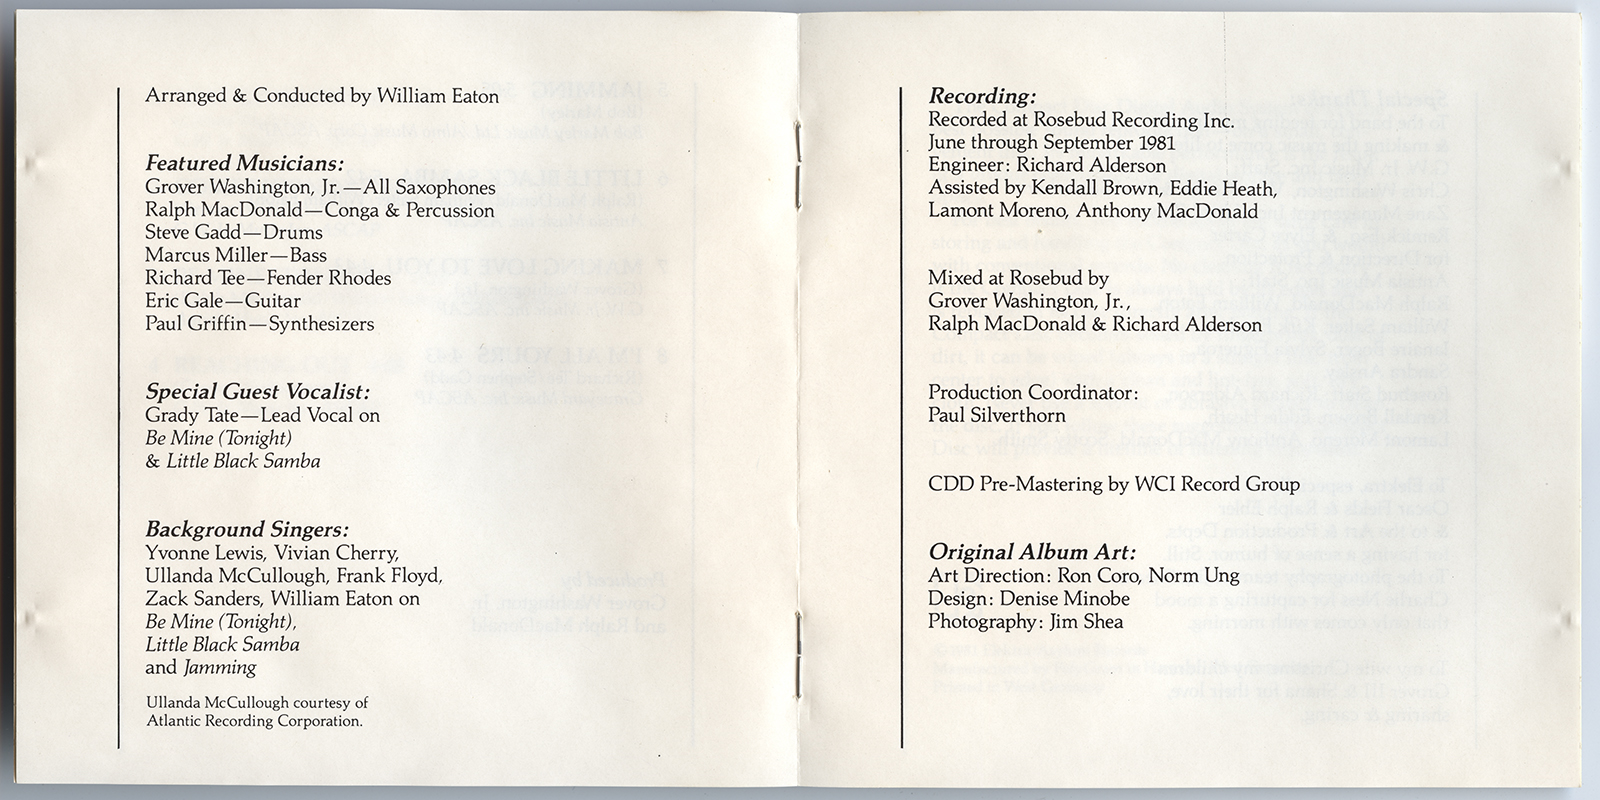 Arranged & Conducted by William Eaton
Featured Musicians:
Grover Washington, Jr.—All Saxophones
Ralph MacDonald—Conga & Percussion
Steve Gadd—Drums
Marcus Miller—Bass
Richard Tee—Fender Rhodes
Eric Gale—Guitar
Paul Griffin—Synthesizers
Special Guest Vocalist:
Grady Tate—Lead Vocal on
Be Mine (Tonight)
& Little Black Samba
Background Singers:
Yvonne Lewis, Vivian Cherry,
Ullanda McCullough, Frank Floyd,
Zack Sanders, William Eaton on
Be Mine (Tonight),
Little Black Samba
and Jamming
Ullanda McCullough courtesy of
Atlantic Recording Corporation.
Recording:
Recorded at Rosebud Recording Inc.
June through September 1981
Engineer: Richard Alderson
Assisted by Kendall Brown, Eddie Heath,
Lamont Moreno, Anthony MacDonald
Mixed at Rosebud by
Grover Washington, Jr.,
Ralph MacDonald & Richard Alderson
Production Coordinator:
Paul Silverthorn
CDD Pre-Mastering by WCI Record Group
Original Album Art:
Art Direction: Ron Coro, Norm Ung
Design: Denise Minobe
Photography: Jim Shea